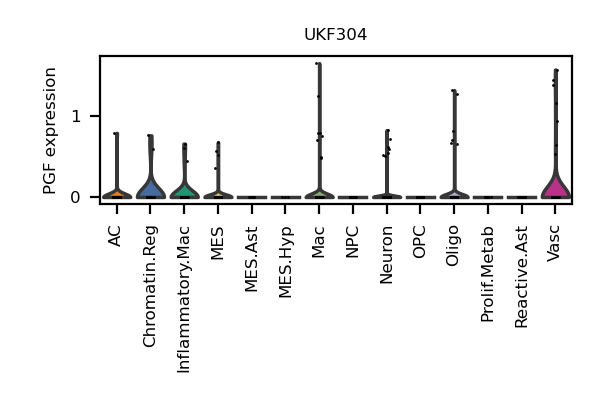 UKF304
PGF expression
1
0
AC
Chromatin.Reg
Inflammatory.Mac
MES
MES.Ast
MES.Hyp
Mac
NPC
Neuron
OPC
Oligo
Prolif.Metab
Reactive.Ast
Vasc